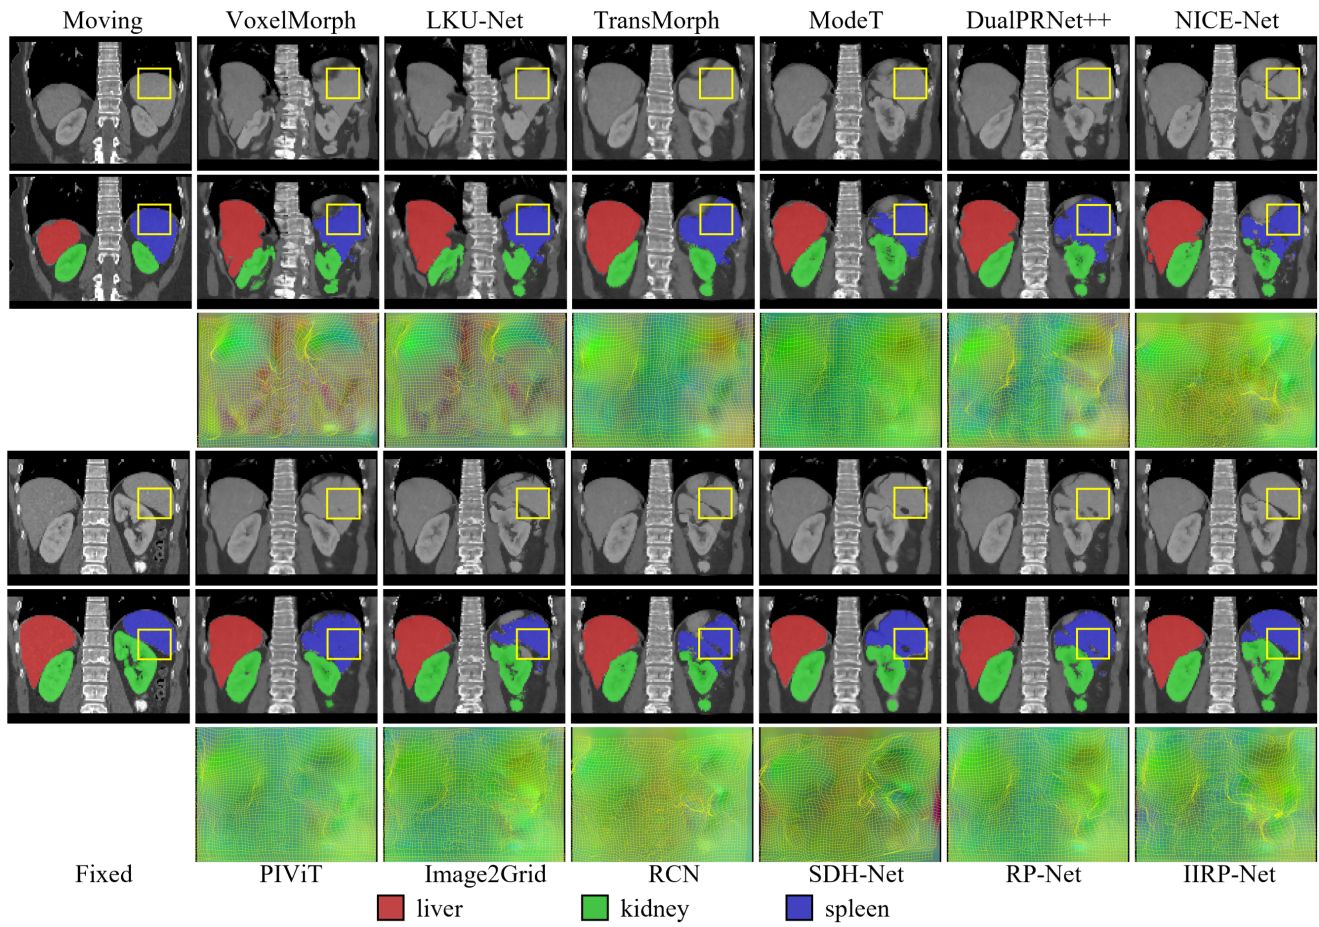 Moving VoxelMorph LKU-Net TransMorph ModeT DualPRNet++ NICE-Net
Fixed PIViT Image2Grid RCN SDH-Net RP-Net IIRP-Net
liver kidney spleen